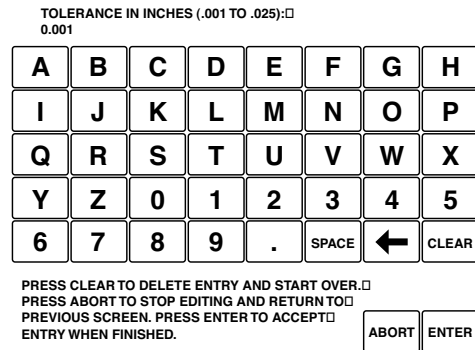 TOLERANCE IN INCHES (.001 TO .025):□
0.001
A B C D E F G H
I J K L M N O P
Q R S T U V W X
Y Z 0 1 2 3 4 5
6 7 8 9 . SPACE ← CLEAR
PRESS CLEAR TO DELETE ENTRY AND START OVER.□
PRESS ABORT TO STOP EDITING AND RETURN TO□
PREVIOUS SCREEN. PRESS ENTER TO ACCEPT□
ENTRY WHEN FINISHED.
ABORT ENTER